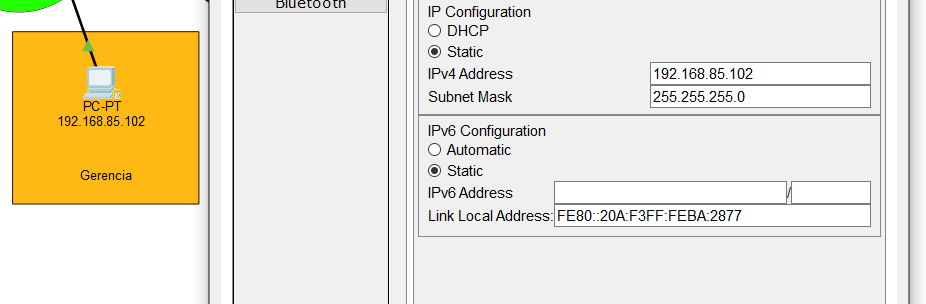 PC-PT
192.168.85.102
Gerencia
Bluetooth
IP Configuration
DHCP
Static
IPv4 Address 192.168.85.102
Subnet Mask 255.255.255.0
IPv6 Configuration
Automatic
Static
IPv6 Address /
Link Local Address: FE80::20A:F3FF:FEBA:2877